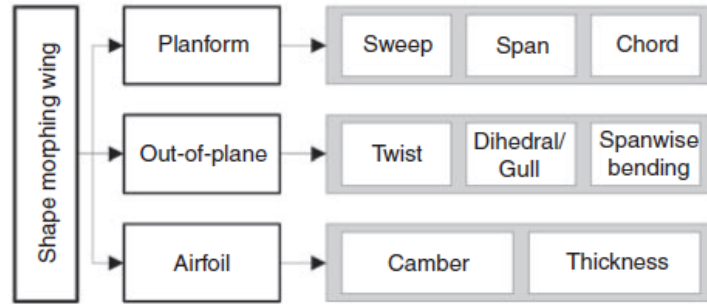 Shape morphing wing
Planform
Sweep
Span
Chord
Out-of-plane
Twist
Dihedral/
Gull
Spanwise
bending
Airfoil
Camber
Thickness